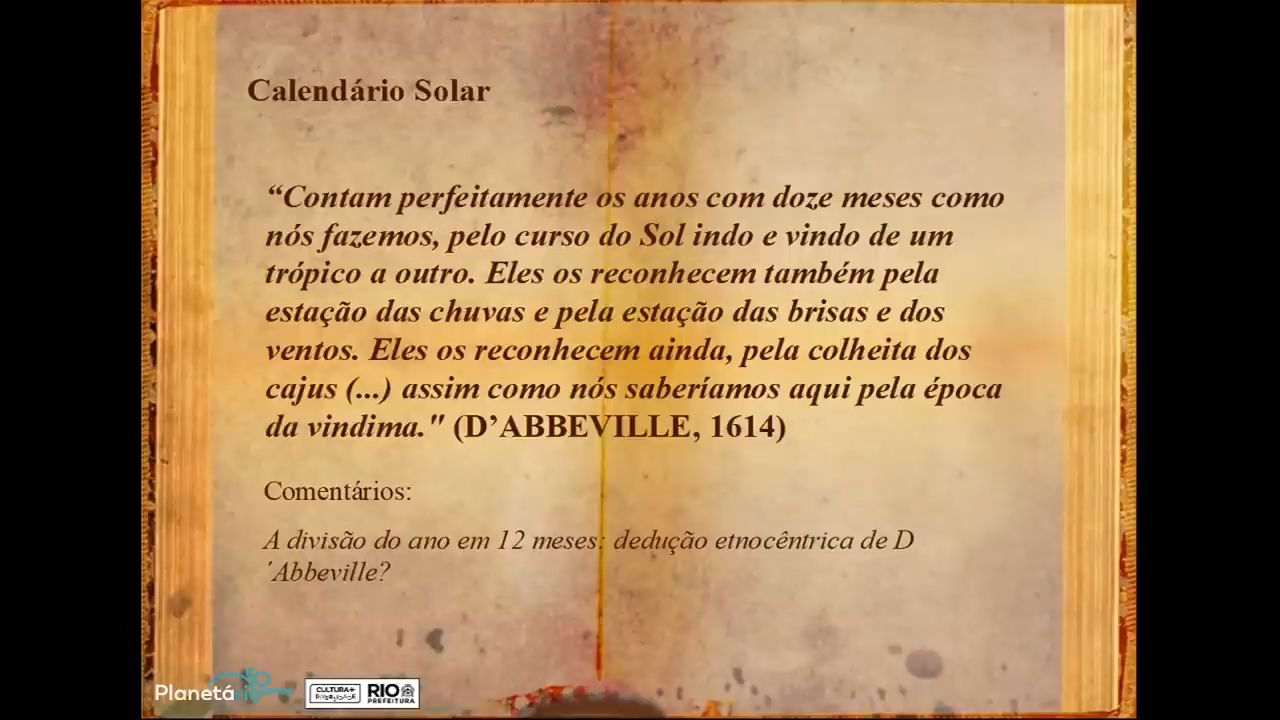 Calendário Solar
“Contam perfeitamente os anos com doze meses como
nós fazemos, pelo curso do Sol indo e vindo de um
trópico a outro. Eles os reconhecem também pela
estação das chuvas e pela estação das brisas e dos
ventos. Eles os reconhecem ainda, pela colheita dos
cajus (...) assim como nós saberíamos aqui pela época
da vindima." (D’ABBEVILLE, 1614)
Comentários:
A divisão do ano em 12 meses: dedução etnocêntrica de D
´Abbeville?
Planetário
CULTURA+
DIVERSIDADE
RIO
PREFEITURA